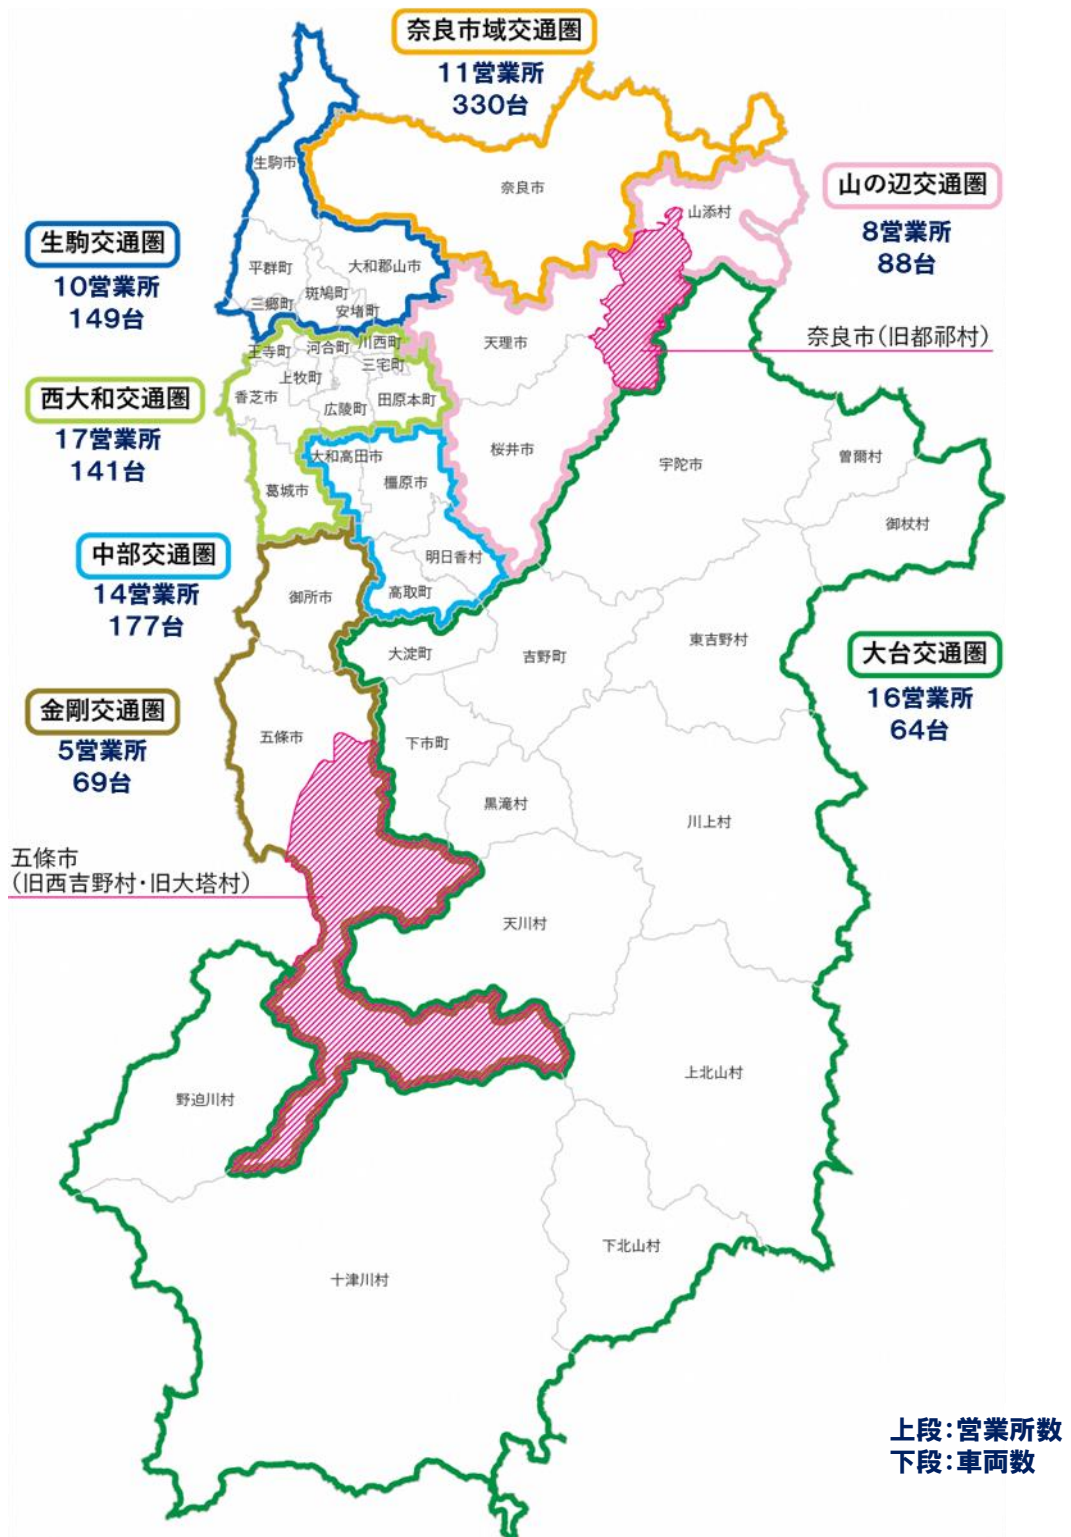 奈良市域交通圏
11営業所
330台
生駒市
奈良市
山の辺交通圏
8営業所
88台
山添村
生駒交通圏
10営業所
149台
平群町
大和郡山市
斑鳩町
三郷町
安堵町
奈良市(旧都祁村)
天理市
王寺町
河合町
川西町
三宅町
上牧町
香芝市
広陵町
田原本町
西大和交通圏
17営業所
141台
大和高田市
橿原市
桜井市
宇陀市
曽爾村
御杖村
葛城市
中部交通圏
14営業所
177台
明日香村
高取町
御所市
大淀町
吉野町
東吉野村
大台交通圏
16営業所
64台
金剛交通圏
5営業所
69台
五條市
下市町
黒滝村
川上村
五條市
(旧西吉野村・旧大塔村)
天川村
野迫川村
上北山村
下北山村
十津川村
上段:営業所数
下段:車両数